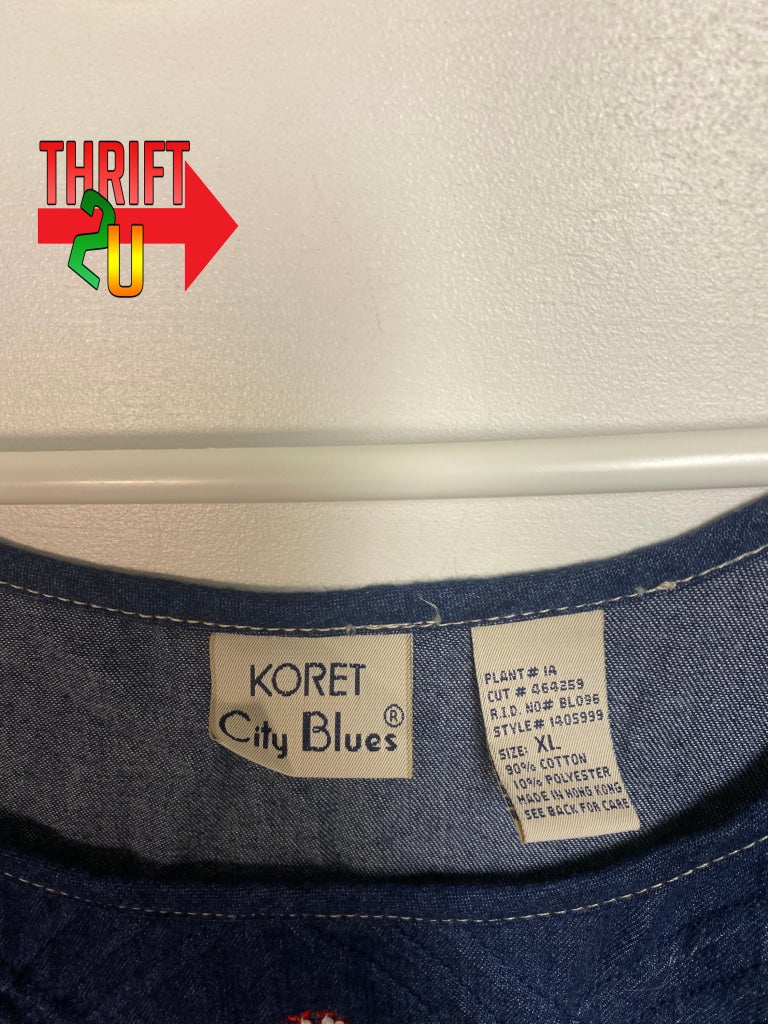 THRIFT
2U
KORET
City Blues®
PLANT# 1A
CUT # 464259
R.I.D. NO# BL096
STYLE# 1405999
SIZE: XL
90% COTTON
10% POLYESTER
MADE IN HONG KONG
SEE BACK FOR CARE